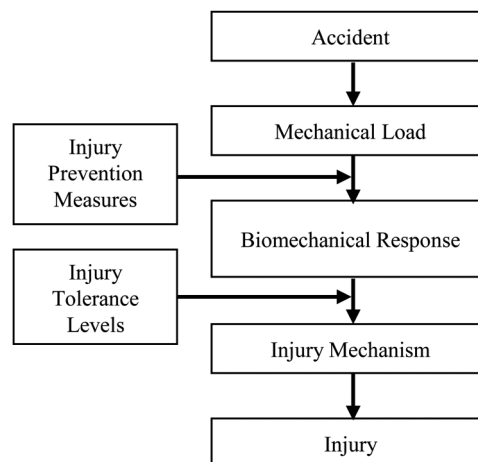 Accident
Mechanical Load
Injury
Prevention
Measures
Biomechanical Response
Injury
Tolerance
Levels
Injury Mechanism
Injury